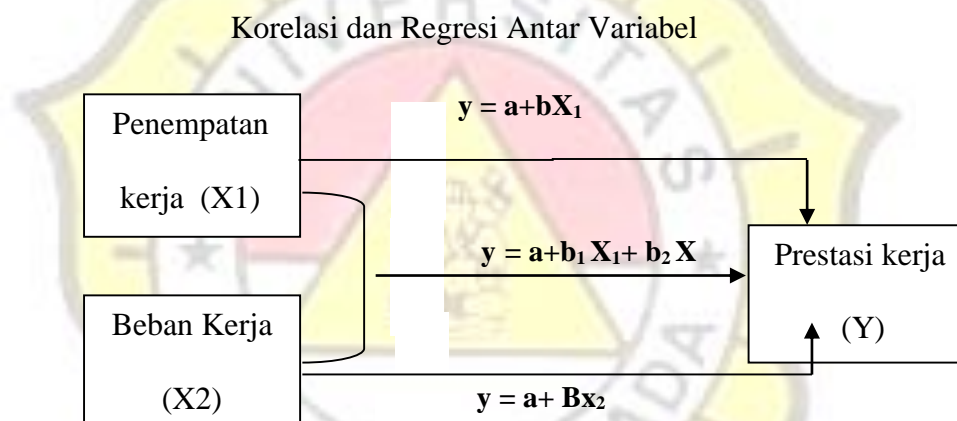 Korelasi dan Regresi Antar Variabel
y = a+bX₁
Penempatan
kerja (X1)
y = a+b₁ X₁+ b₂ X
Prestasi kerja
(Y)
Beban Kerja
(X2)
y = a+ Bx₂